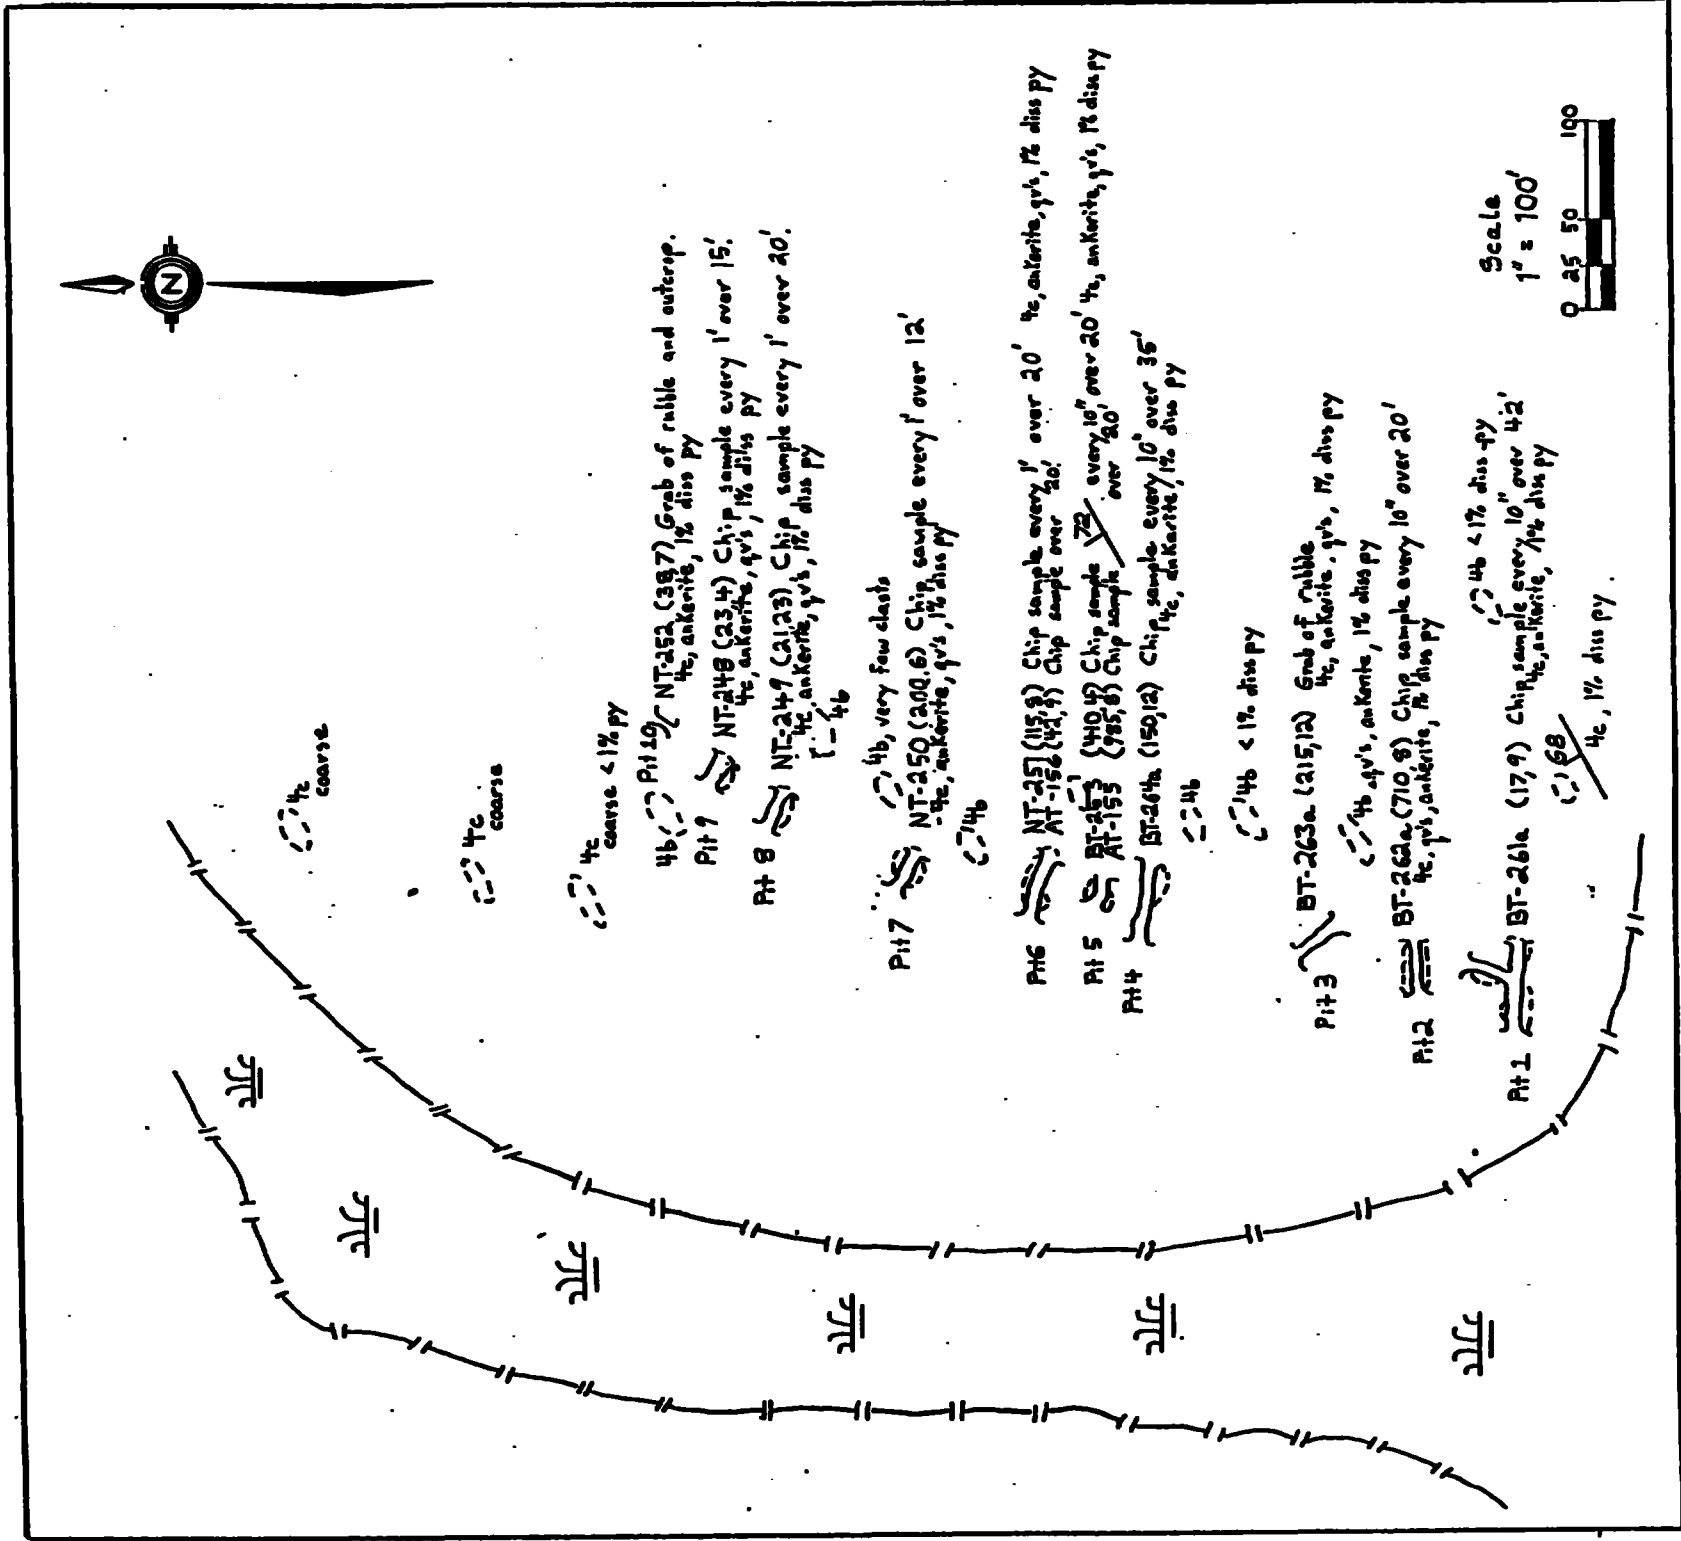 N
4c
coarse
4c
coarse
4c
coarse <1% py
4b
Pit 10
NT-252 (38,7) Grab of rubble and outcrop.
4c, ankerite, 1% diss py
Pit 9
NT-248 (23,4) Chip sample every 1' over 15'.
4c, ankerite, qv's, 1% diss py
Pit 8
NT-249 (21,23) Chip sample every 1' over 20'.
4c, ankerite, qv's, 1% diss py
4b
4b, very few clasts
Pit 7
NT-250 (200,6) Chip sample every 1' over 12'
4c, ankerite, qv's, 1% diss py
4b
Pit 6
NT-251 (115,8) Chip sample every 1' over 20' 4c, ankerite, qv's, 1% diss py
AT-156 (42,9) Chip sample over 20'
Pit 5
BT-265 Chip sample every 10" over 20' 4c, ankerite, qv's, 1% diss py
AT-155 (785,8) Chip sample over 20'
72
Pit 4
BT-264a (150,12) Chip sample every 10" over 35'
4c, ankerite, 1% diss py
4b
4b <1% diss py
Pit 3
BT-263a (215,12) Grab of rubble
4c, ankerite, qv's, 1% diss py
4b, qv's, ankerite, 1% diss py
Pit 2
BT-262a (710,8) Chip sample every 10" over 20'
4c, qv's, ankerite, 1% diss py
4b <1% diss py
Pit 1
BT-261a (17,9) Chip sample every 10" over 42'
4c, ankerite, 1% diss py
68
4c, 1% diss py.
Scale
1" = 100'
0 25 50 100